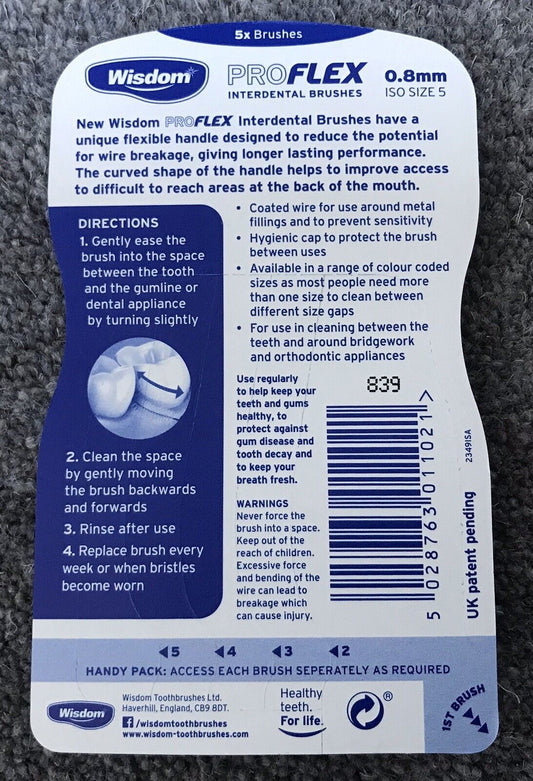 5x Brushes
Wisdom
PROFLEX
INTERDENTAL BRUSHES
0.8mm
ISO SIZE 5
New Wisdom PROFLEX Interdental Brushes have a
unique flexible handle designed to reduce the potential
for wire breakage, giving longer lasting performance.
The curved shape of the handle helps to improve access
to difficult to reach areas at the back of the mouth.
DIRECTIONS
1. Gently ease the
brush into the space
between the tooth
and the gumline or
dental appliance
by turning slightly
2. Clean the space
by gently moving
the brush backwards
and forwards
3. Rinse after use
4. Replace brush every
week or when bristles
become worn
• Coated wire for use around metal
fillings and to prevent sensitivity
• Hygienic cap to protect the brush
between uses
• Available in a range of colour coded
sizes as most people need more
than one size to clean between
different size gaps
• For use in cleaning between the
teeth and around bridgework
and orthodontic appliances
Use regularly
to help keep your
teeth and gums
healthy, to
protect against
gum disease and
tooth decay and
to keep your
breath fresh.
WARNINGS
Never force the
brush into a space.
Keep out of the
reach of children.
Excessive force
and bending of the
wire can lead to
breakage which
can cause injury.
839
5 028763 011021 >
23491SA
UK patent pending
◄5 ◄4 ◄3 ◄2
HANDY PACK: ACCESS EACH BRUSH SEPERATELY AS REQUIRED
1ST BRUSH
Wisdom
Wisdom Toothbrushes Ltd.
Haverhill, England, CB9 8DT.
f /wisdomtoothbrushes
www.wisdom-toothbrushes.com
Healthy
teeth.
For life.
®